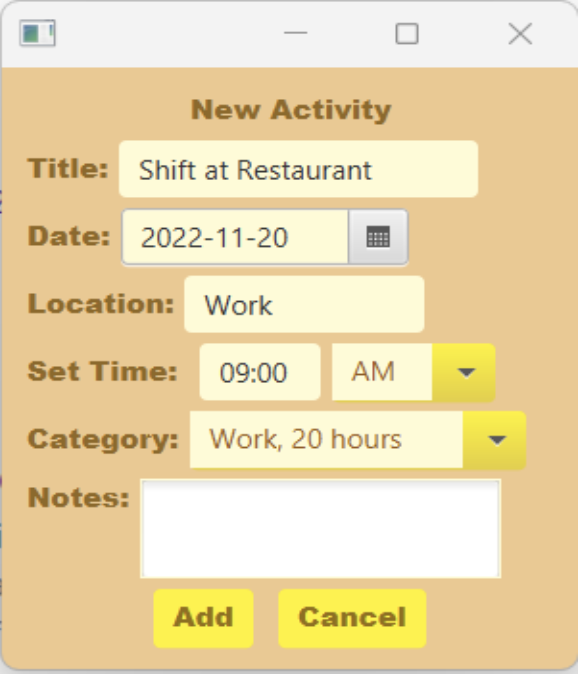 New Activity
Title: Shift at Restaurant
Date: 2022-11-20
Location: Work
Set Time: 09:00 AM
Category: Work, 20 hours
Notes:
Add Cancel